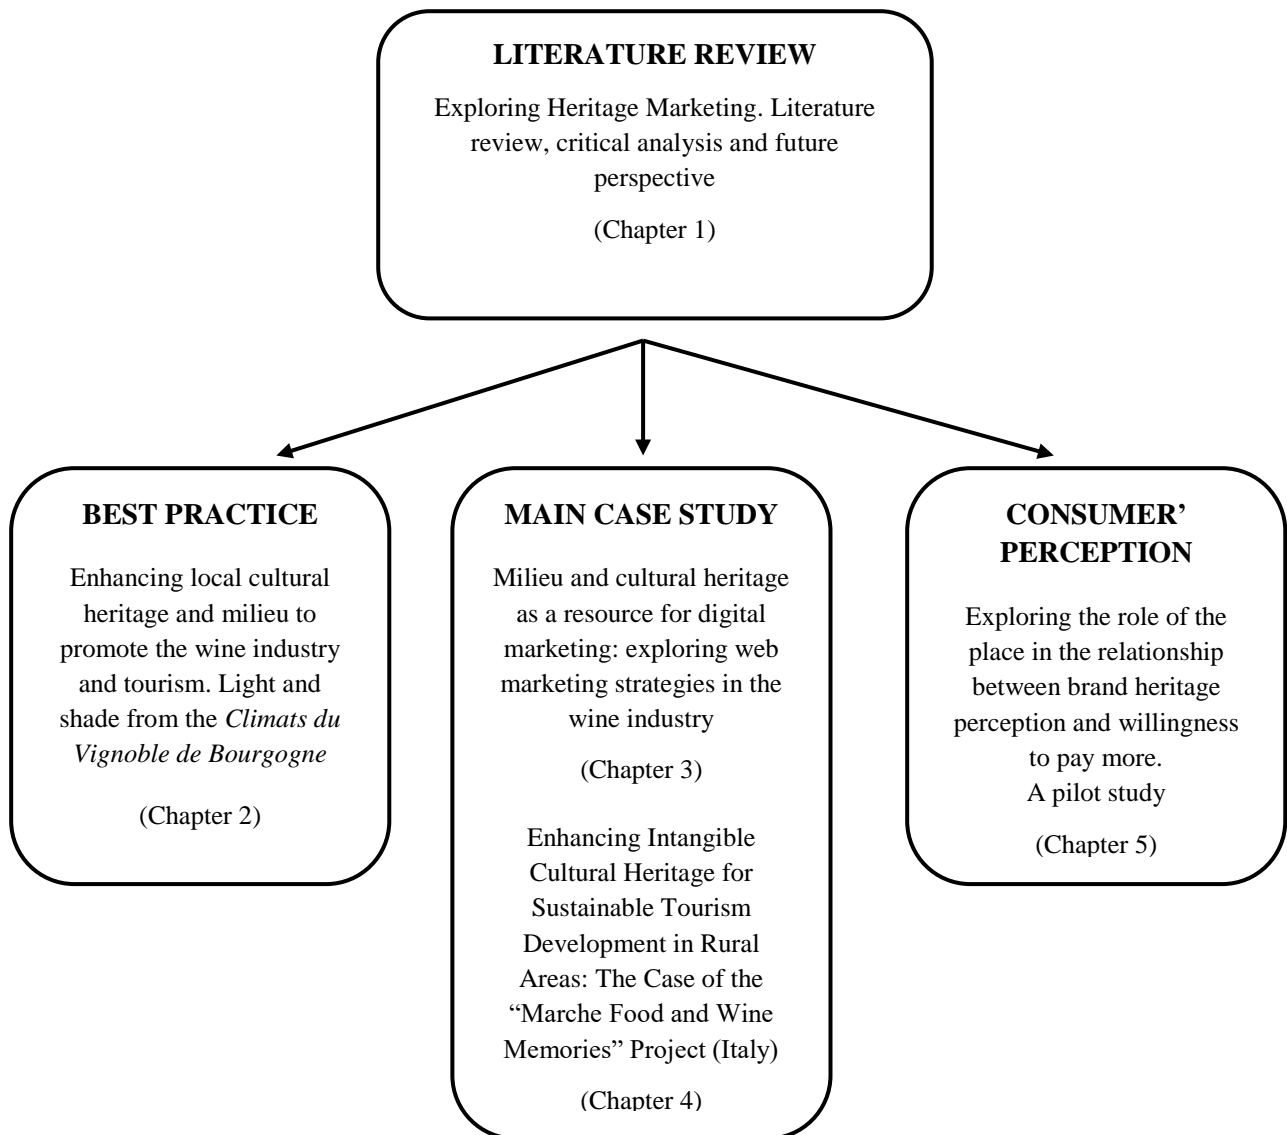 LITERATURE REVIEW
Exploring Heritage Marketing. Literature
review, critical analysis and future
perspective
(Chapter 1)
BEST PRACTICE
Enhancing local cultural
heritage and milieu to
promote the wine industry
and tourism. Light and
shade from the Climats du
Vignoble de Bourgogne
(Chapter 2)
MAIN CASE STUDY
Milieu and cultural heritage
as a resource for digital
marketing: exploring web
marketing strategies in the
wine industry
(Chapter 3)
Enhancing Intangible
Cultural Heritage for
Sustainable Tourism
Development in Rural
Areas: The Case of the
“Marche Food and Wine
Memories” Project (Italy)
(Chapter 4)
CONSUMER’
PERCEPTION
Exploring the role of the
place in the relationship
between brand heritage
perception and willingness
to pay more.
A pilot study
(Chapter 5)